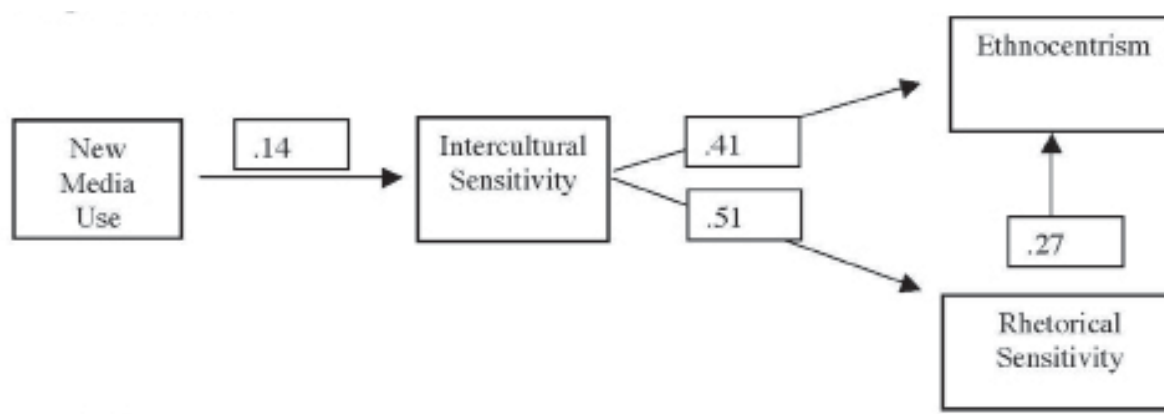 New
Media
Use
.14
Intercultural
Sensitivity
.41
.51
Ethnocentrism
.27
Rhetorical
Sensitivity